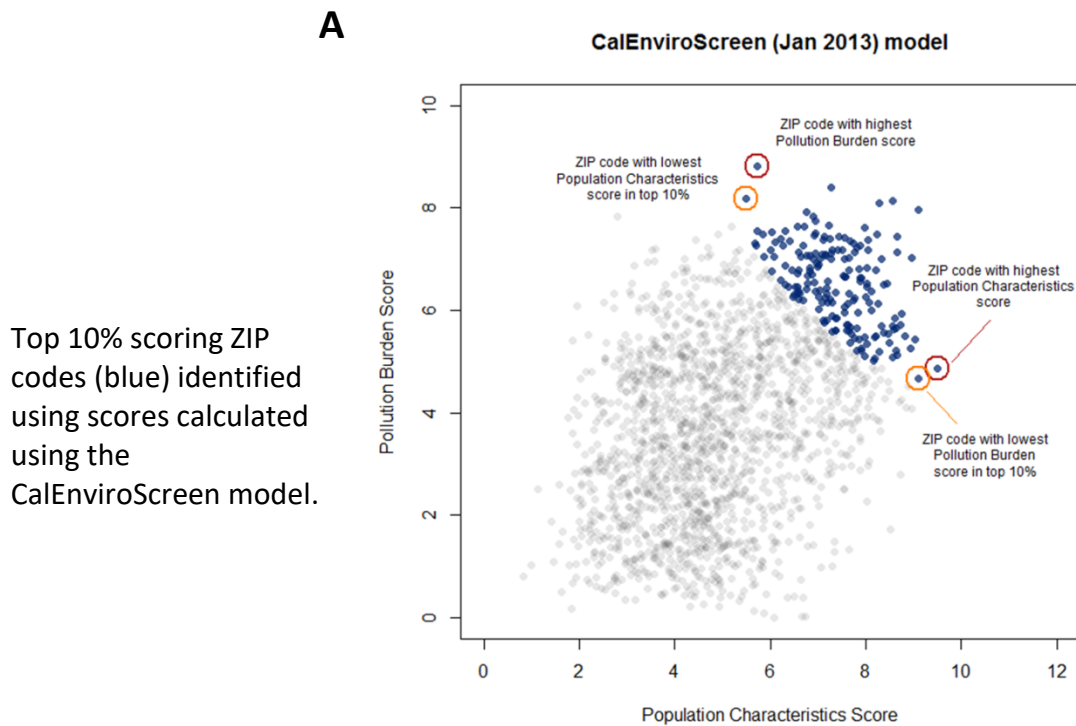 A
CalEnviroScreen (Jan 2013) model
Top 10% scoring ZIP
codes (blue) identified
using scores calculated
using the
CalEnviroScreen model.
Pollution Burden Score
10
8
6
4
2
0
ZIP code with highest
Pollution Burden score
ZIP code with lowest
Population Characteristics
score in top 10%
ZIP code with highest
Population Characteristics
score
ZIP code with lowest
Pollution Burden
score in top 10%
0 2 4 6 8 10 12
Population Characteristics Score